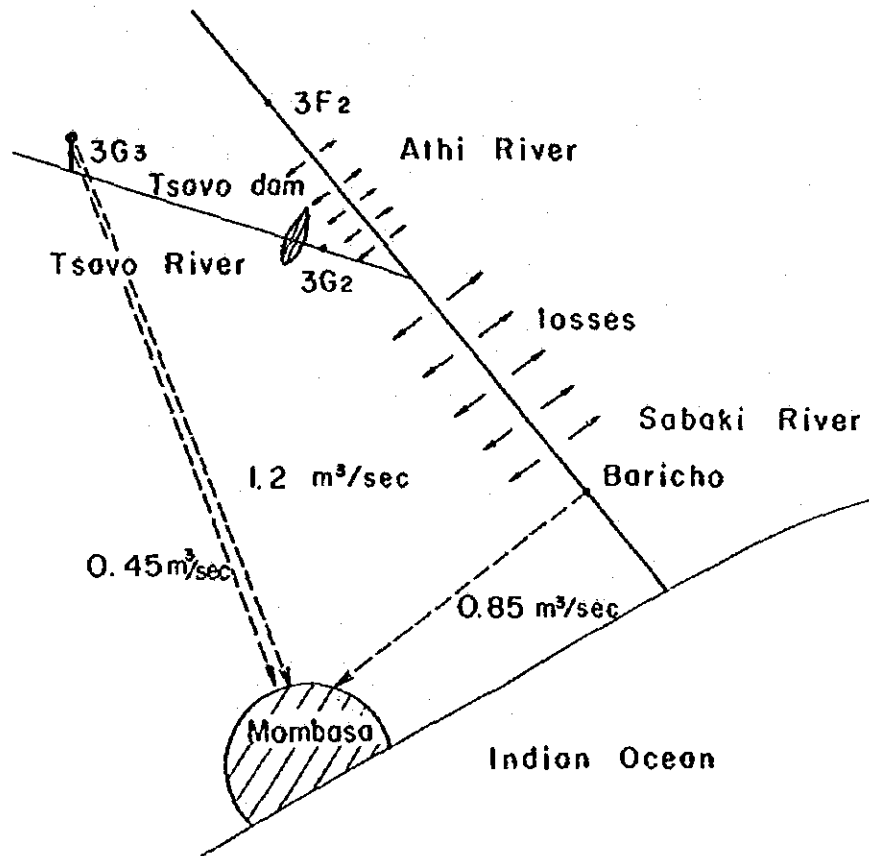 3F2
3G3
Athi River
Tsavo dam
Tsavo River
3G2
losses
Sabaki River
1.2 m³/sec
Baricho
0.45 m³/sec
0.85 m³/sec
Mombasa
Indian Ocean